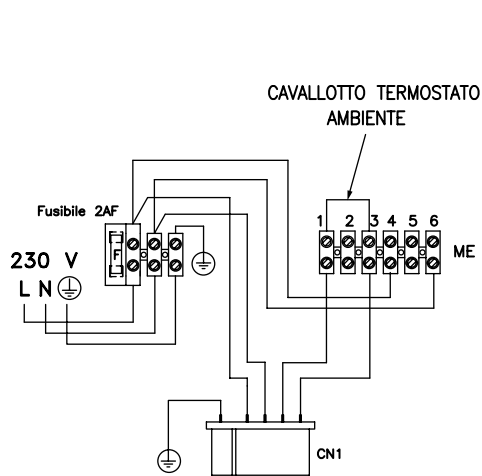 CAVALLOTTO TERMOSTATO
AMBIENTE
Fusibile 2AF
1 2 3 4 5 6
F
ME
230 V
L N
CN1